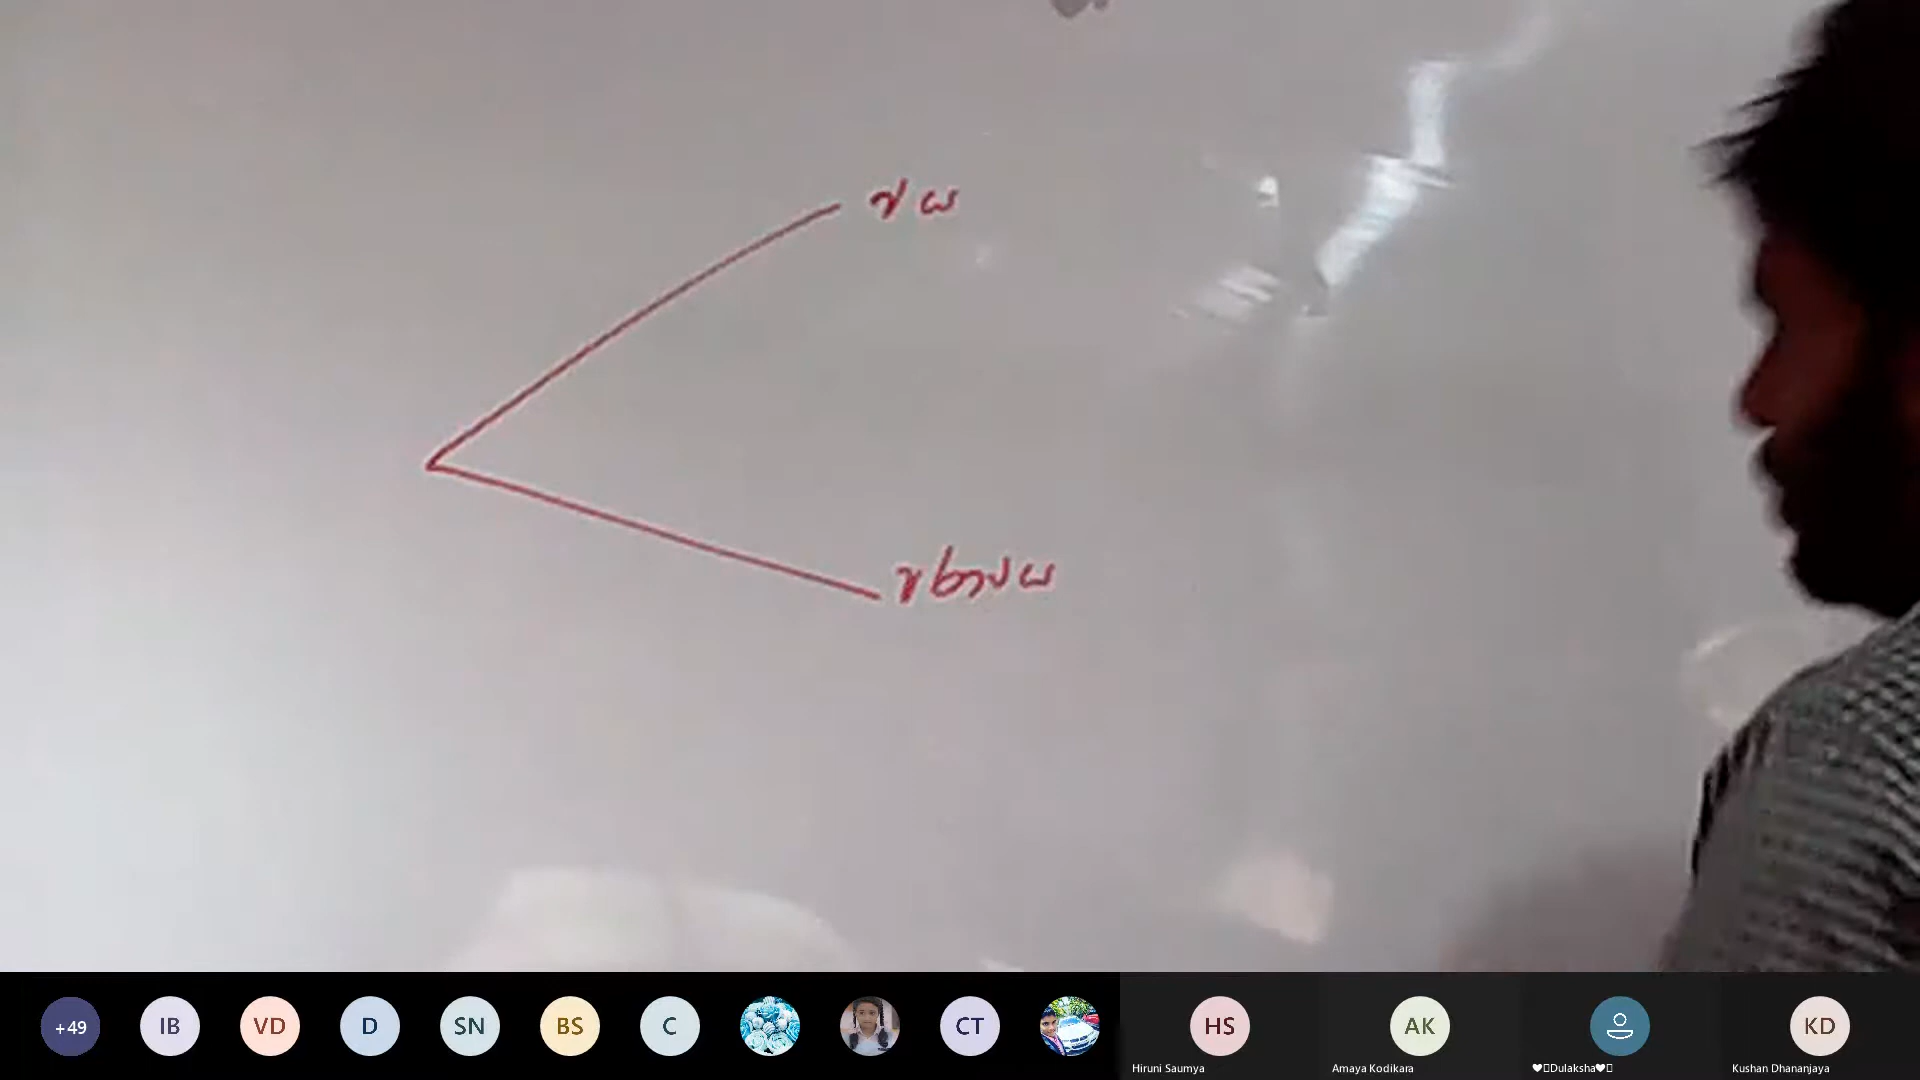 ජය
පරාජය
+49
IB
VD
D
SN
BS
C
CT
HS
AK
KD
Hiruni Saumya
Amaya Kodikara
Dulaksha
Kushan Dhananjaya